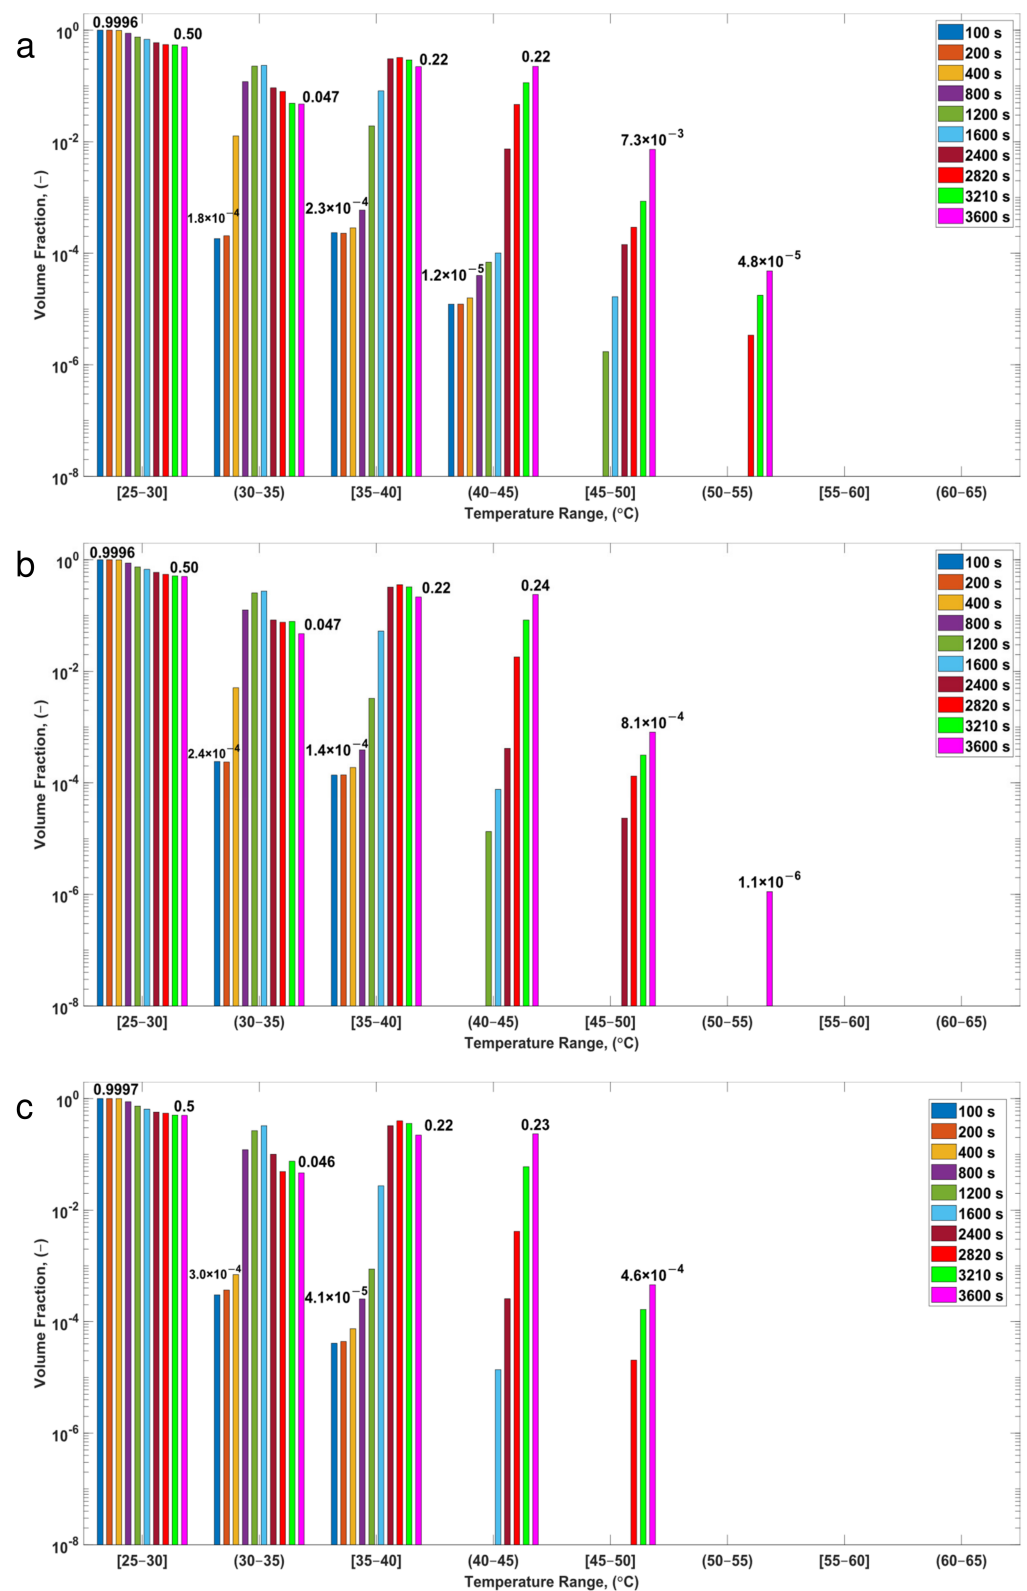 a
0.9996
0.50
0.047
0.22
0.22
1.8×10⁻⁴
2.3×10⁻⁴
1.2×10⁻⁵
7.3×10⁻³
4.8×10⁻⁵
100 s
200 s
400 s
800 s
1200 s
1600 s
2400 s
2820 s
3210 s
3600 s
Volume Fraction, (−)
10⁰
10⁻²
10⁻⁴
10⁻⁶
10⁻⁸
[25−30] (30−35) [35−40] (40−45) [45−50] (50−55) [55−60] (60−65)
Temperature Range, (°C)
b
0.9996
0.50
0.047
0.22
0.24
2.4×10⁻⁴
1.4×10⁻⁴
8.1×10⁻⁴
1.1×10⁻⁶
100 s
200 s
400 s
800 s
1200 s
1600 s
2400 s
2820 s
3210 s
3600 s
Volume Fraction, (−)
10⁰
10⁻²
10⁻⁴
10⁻⁶
10⁻⁸
[25−30] (30−35) [35−40] (40−45) [45−50] (50−55) [55−60] (60−65)
Temperature Range, (°C)
c
0.9997
0.5
0.046
0.22
0.23
3.0×10⁻⁴
4.1×10⁻⁵
4.6×10⁻⁴
100 s
200 s
400 s
800 s
1200 s
1600 s
2400 s
2820 s
3210 s
3600 s
Volume Fraction, (−)
10⁰
10⁻²
10⁻⁴
10⁻⁶
10⁻⁸
[25−30] (30−35) [35−40] (40−45) [45−50] (50−55) [55−60] (60−65)
Temperature Range, (°C)